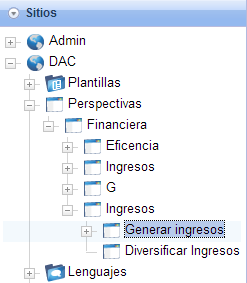 Sitios
Admin
DAC
Plantillas
Perspectivas
Financiera
Eficencia
Ingresos
G
Ingresos
Generar ingresos
Diversificar Ingresos
Lenguajes